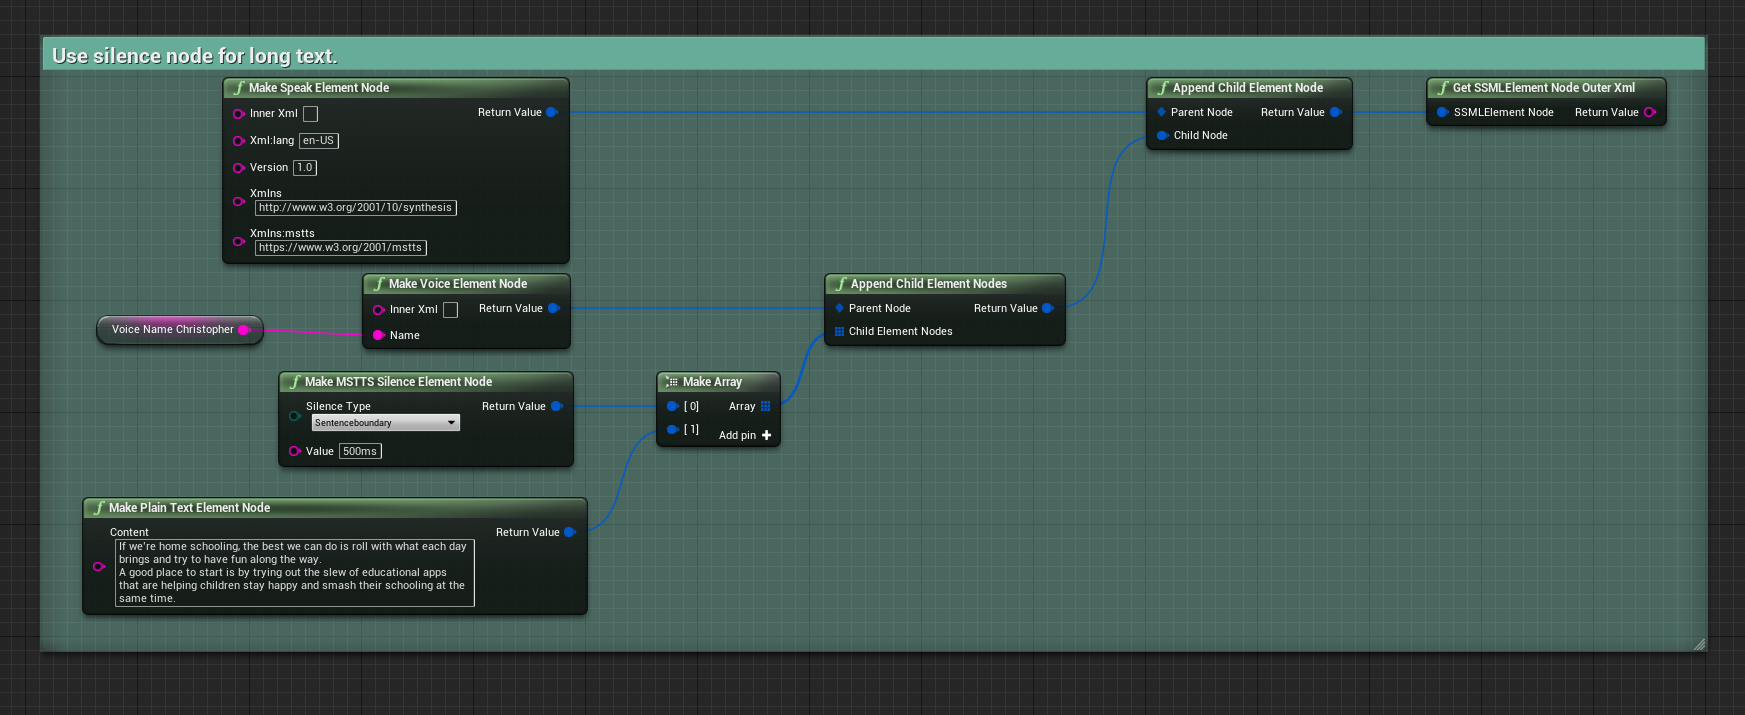 Use silence node for long text.
Make Speak Element Node
Inner Xml
Return Value
Xml:lang en-US
Version 1.0
Xmlns
http://www.w3.org/2001/10/synthesis
Xmlns:mstts
https://www.w3.org/2001/mstts
Append Child Element Node
Parent Node Return Value
Child Node
Get SSMLElement Node Outer Xml
SSMLElement Node Return Value
Make Voice Element Node
Inner Xml Return Value
Name
Voice Name Christopher
Append Child Element Nodes
Parent Node Return Value
Child Element Nodes
Make MSTTS Silence Element Node
Silence Type Return Value
Sentenceboundary
Value 500ms
Make Array
[ 0] Array
[ 1]
Add pin
Make Plain Text Element Node
Content Return Value
If we're home schooling, the best we can do is roll with what each day
brings and try to have fun along the way.
A good place to start is by trying out the slew of educational apps
that are helping children stay happy and smash their schooling at the
same time.